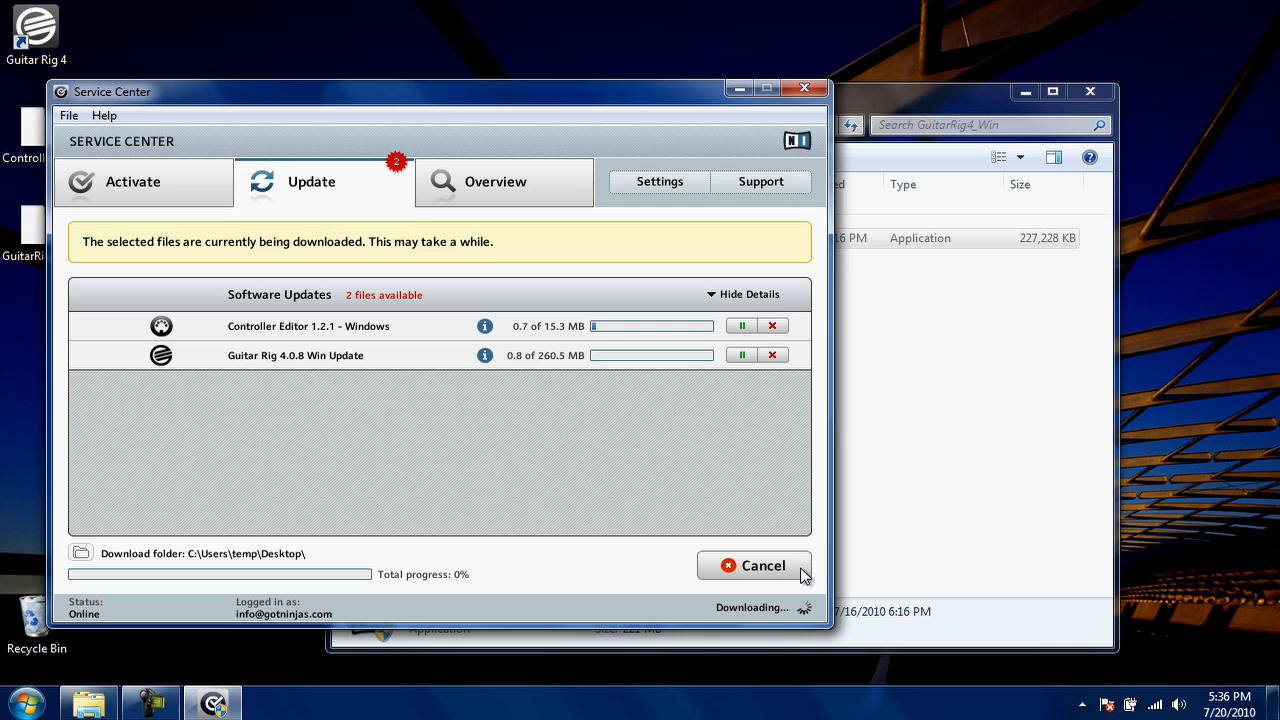 Guitar Rig 4
Service Center
File Help
SERVICE CENTER
NI
Search GuitarRig4_Win
Activate
Update
2
Overview
Settings
Support
Type
Size
The selected files are currently being downloaded. This may take a while.
16 PM
Application
227,228 KB
Software Updates 2 files available
Hide Details
Controller Editor 1.2.1 - Windows
0.7 of 15.3 MB
Guitar Rig 4.0.8 Win Update
0.8 of 260.5 MB
Download folder: C:\Users\temp\Desktop\
Total progress: 0%
Cancel
Status:
Online
Logged in as:
info@gotninjas.com
Downloading...
7/16/2010 6:16 PM
Recycle Bin
5:36 PM
7/20/2010